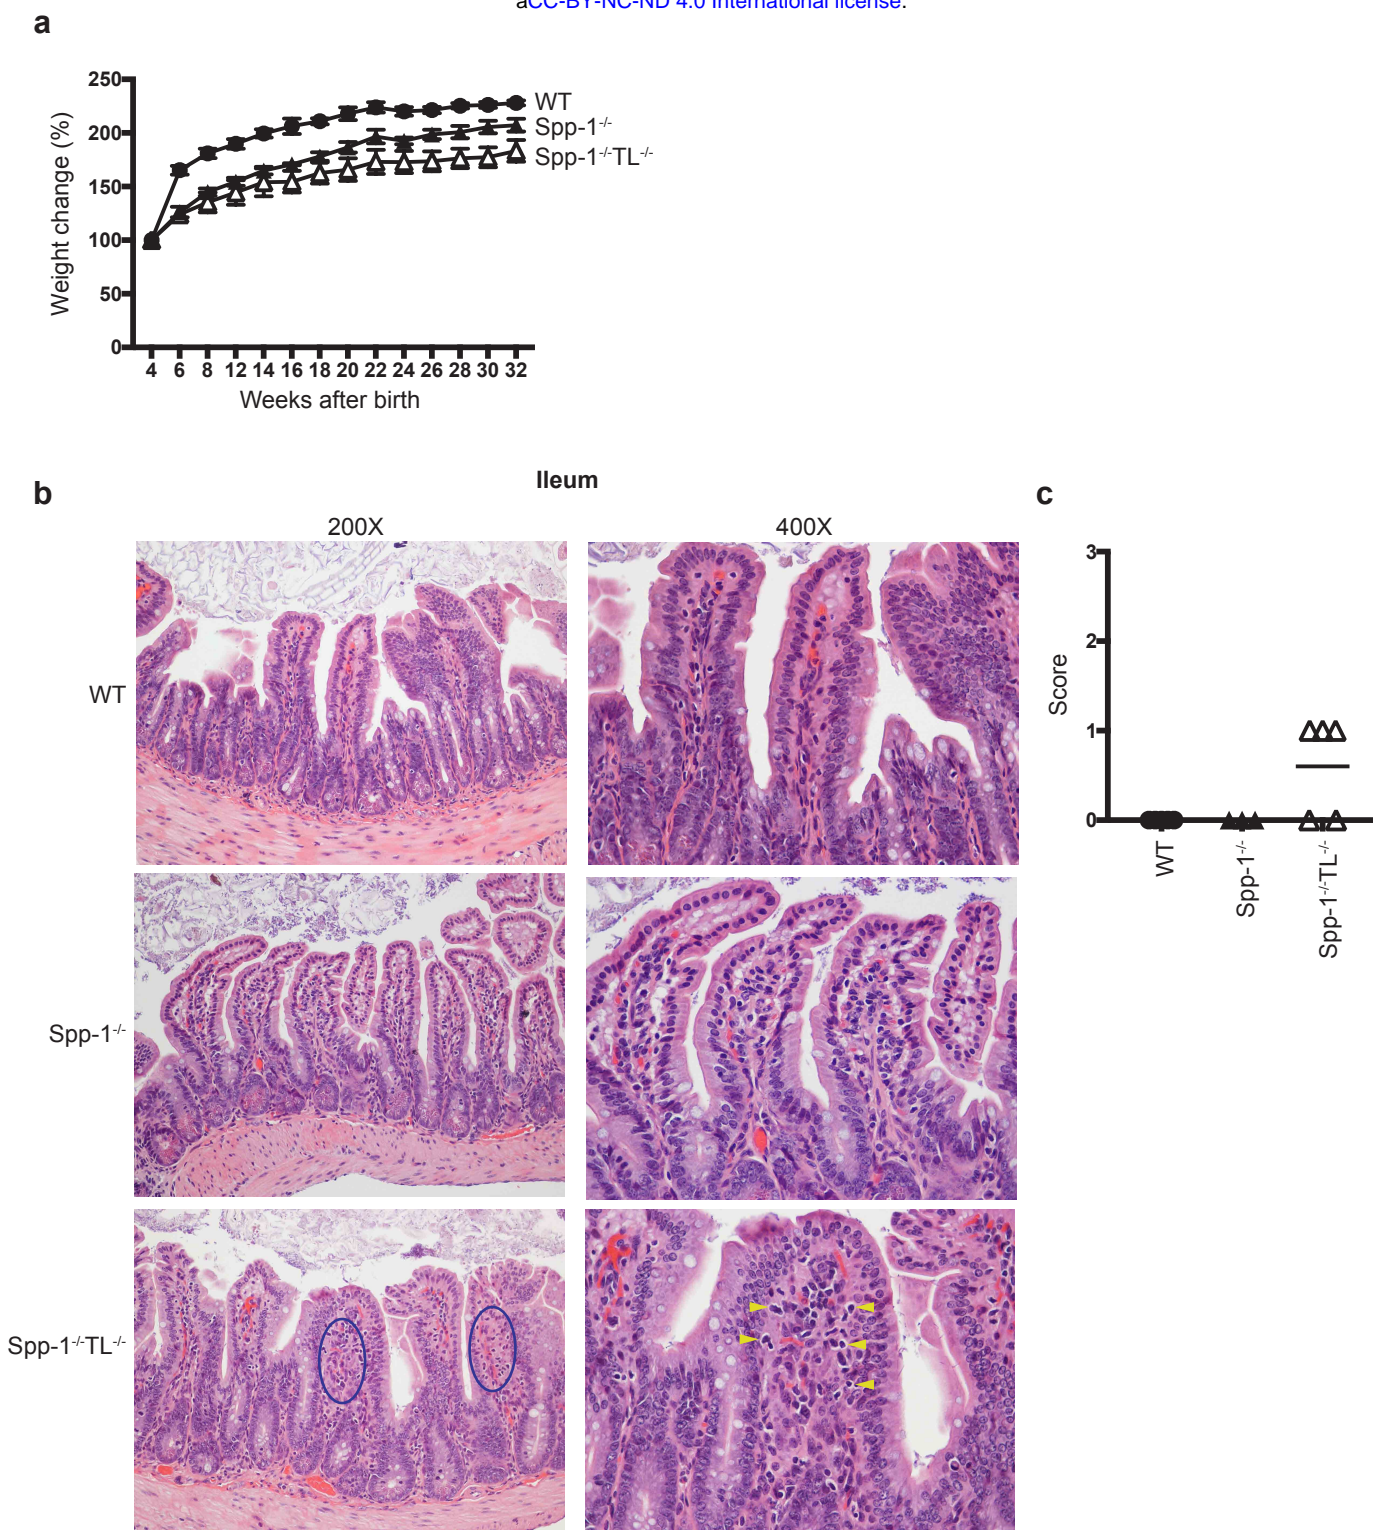 aCC-BY-NC-ND 4.0 International license.
a
250
200
150
100
50
0
Weight change (%)
WT
Spp-1-/-
Spp-1-/-TL-/-
4 6 8 12 14 16 18 20 22 24 26 28 30 32
Weeks after birth
b
Ileum
200X 400X
WT
Spp-1-/-
Spp-1-/-TL-/-
c
3
2
1
0
Score
WT
Spp-1-/-
Spp-1-/-TL-/-